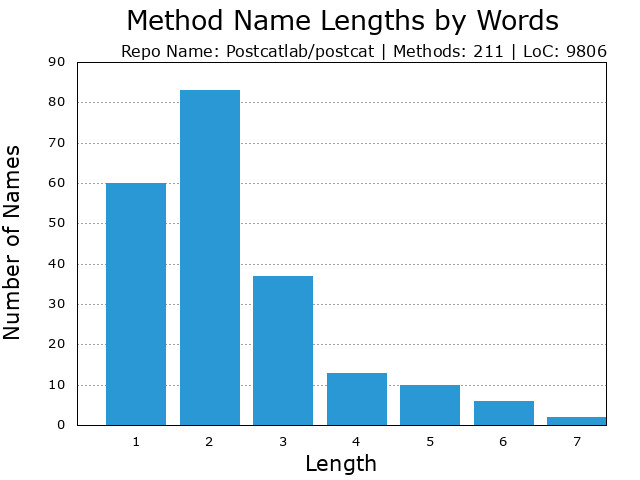 Method Name Lengths by Words
Repo Name: Postcatlab/postcat | Methods: 211 | LoC: 9806
Number of Names
90
80
70
60
50
40
30
20
10
0
1 2 3 4 5 6 7
Length